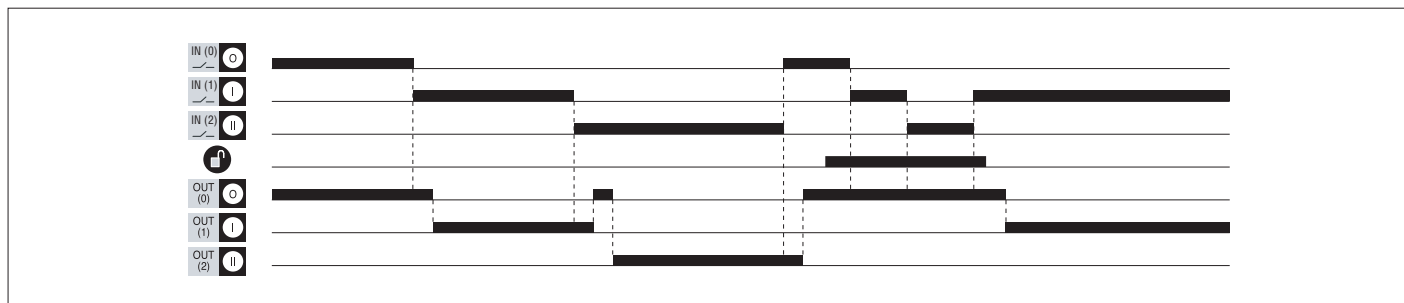 IN (0) O
IN (1) I
IN (2) II
OUT (0) O
OUT (1) I
OUT (2) II